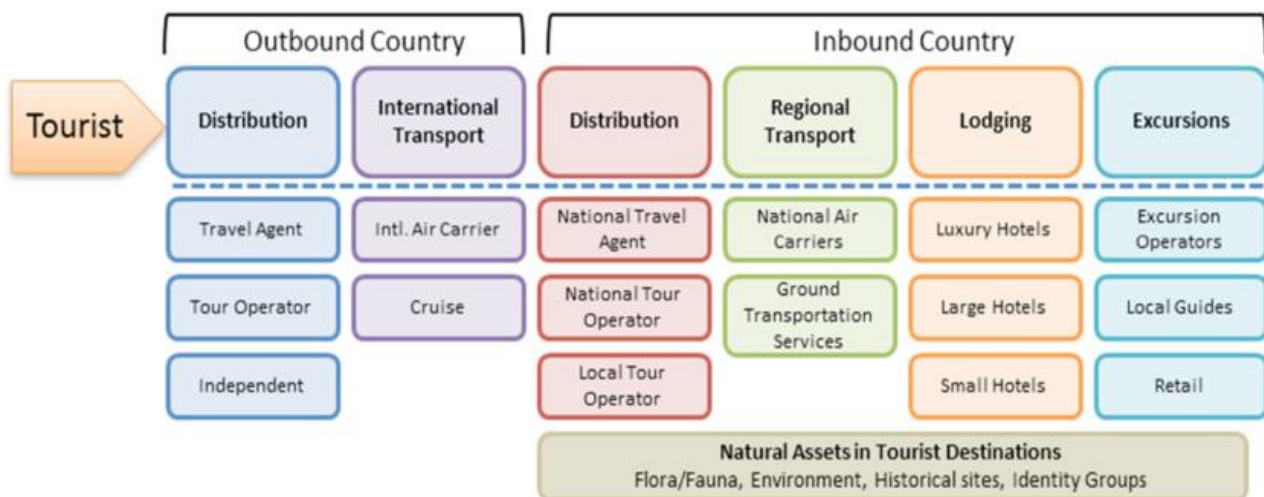 Outbound Country
Inbound Country
Tourist
Distribution
International
Transport
Distribution
Regional
Transport
Lodging
Excursions
Travel Agent
Intl. Air Carrier
National Travel
Agent
National Air
Carriers
Luxury Hotels
Excursion
Operators
Tour Operator
Cruise
National Tour
Operator
Ground
Transportation
Services
Large Hotels
Local Guides
Independent
Local Tour
Operator
Small Hotels
Retail
Natural Assets in Tourist Destinations
Flora/Fauna, Environment, Historical sites, Identity Groups